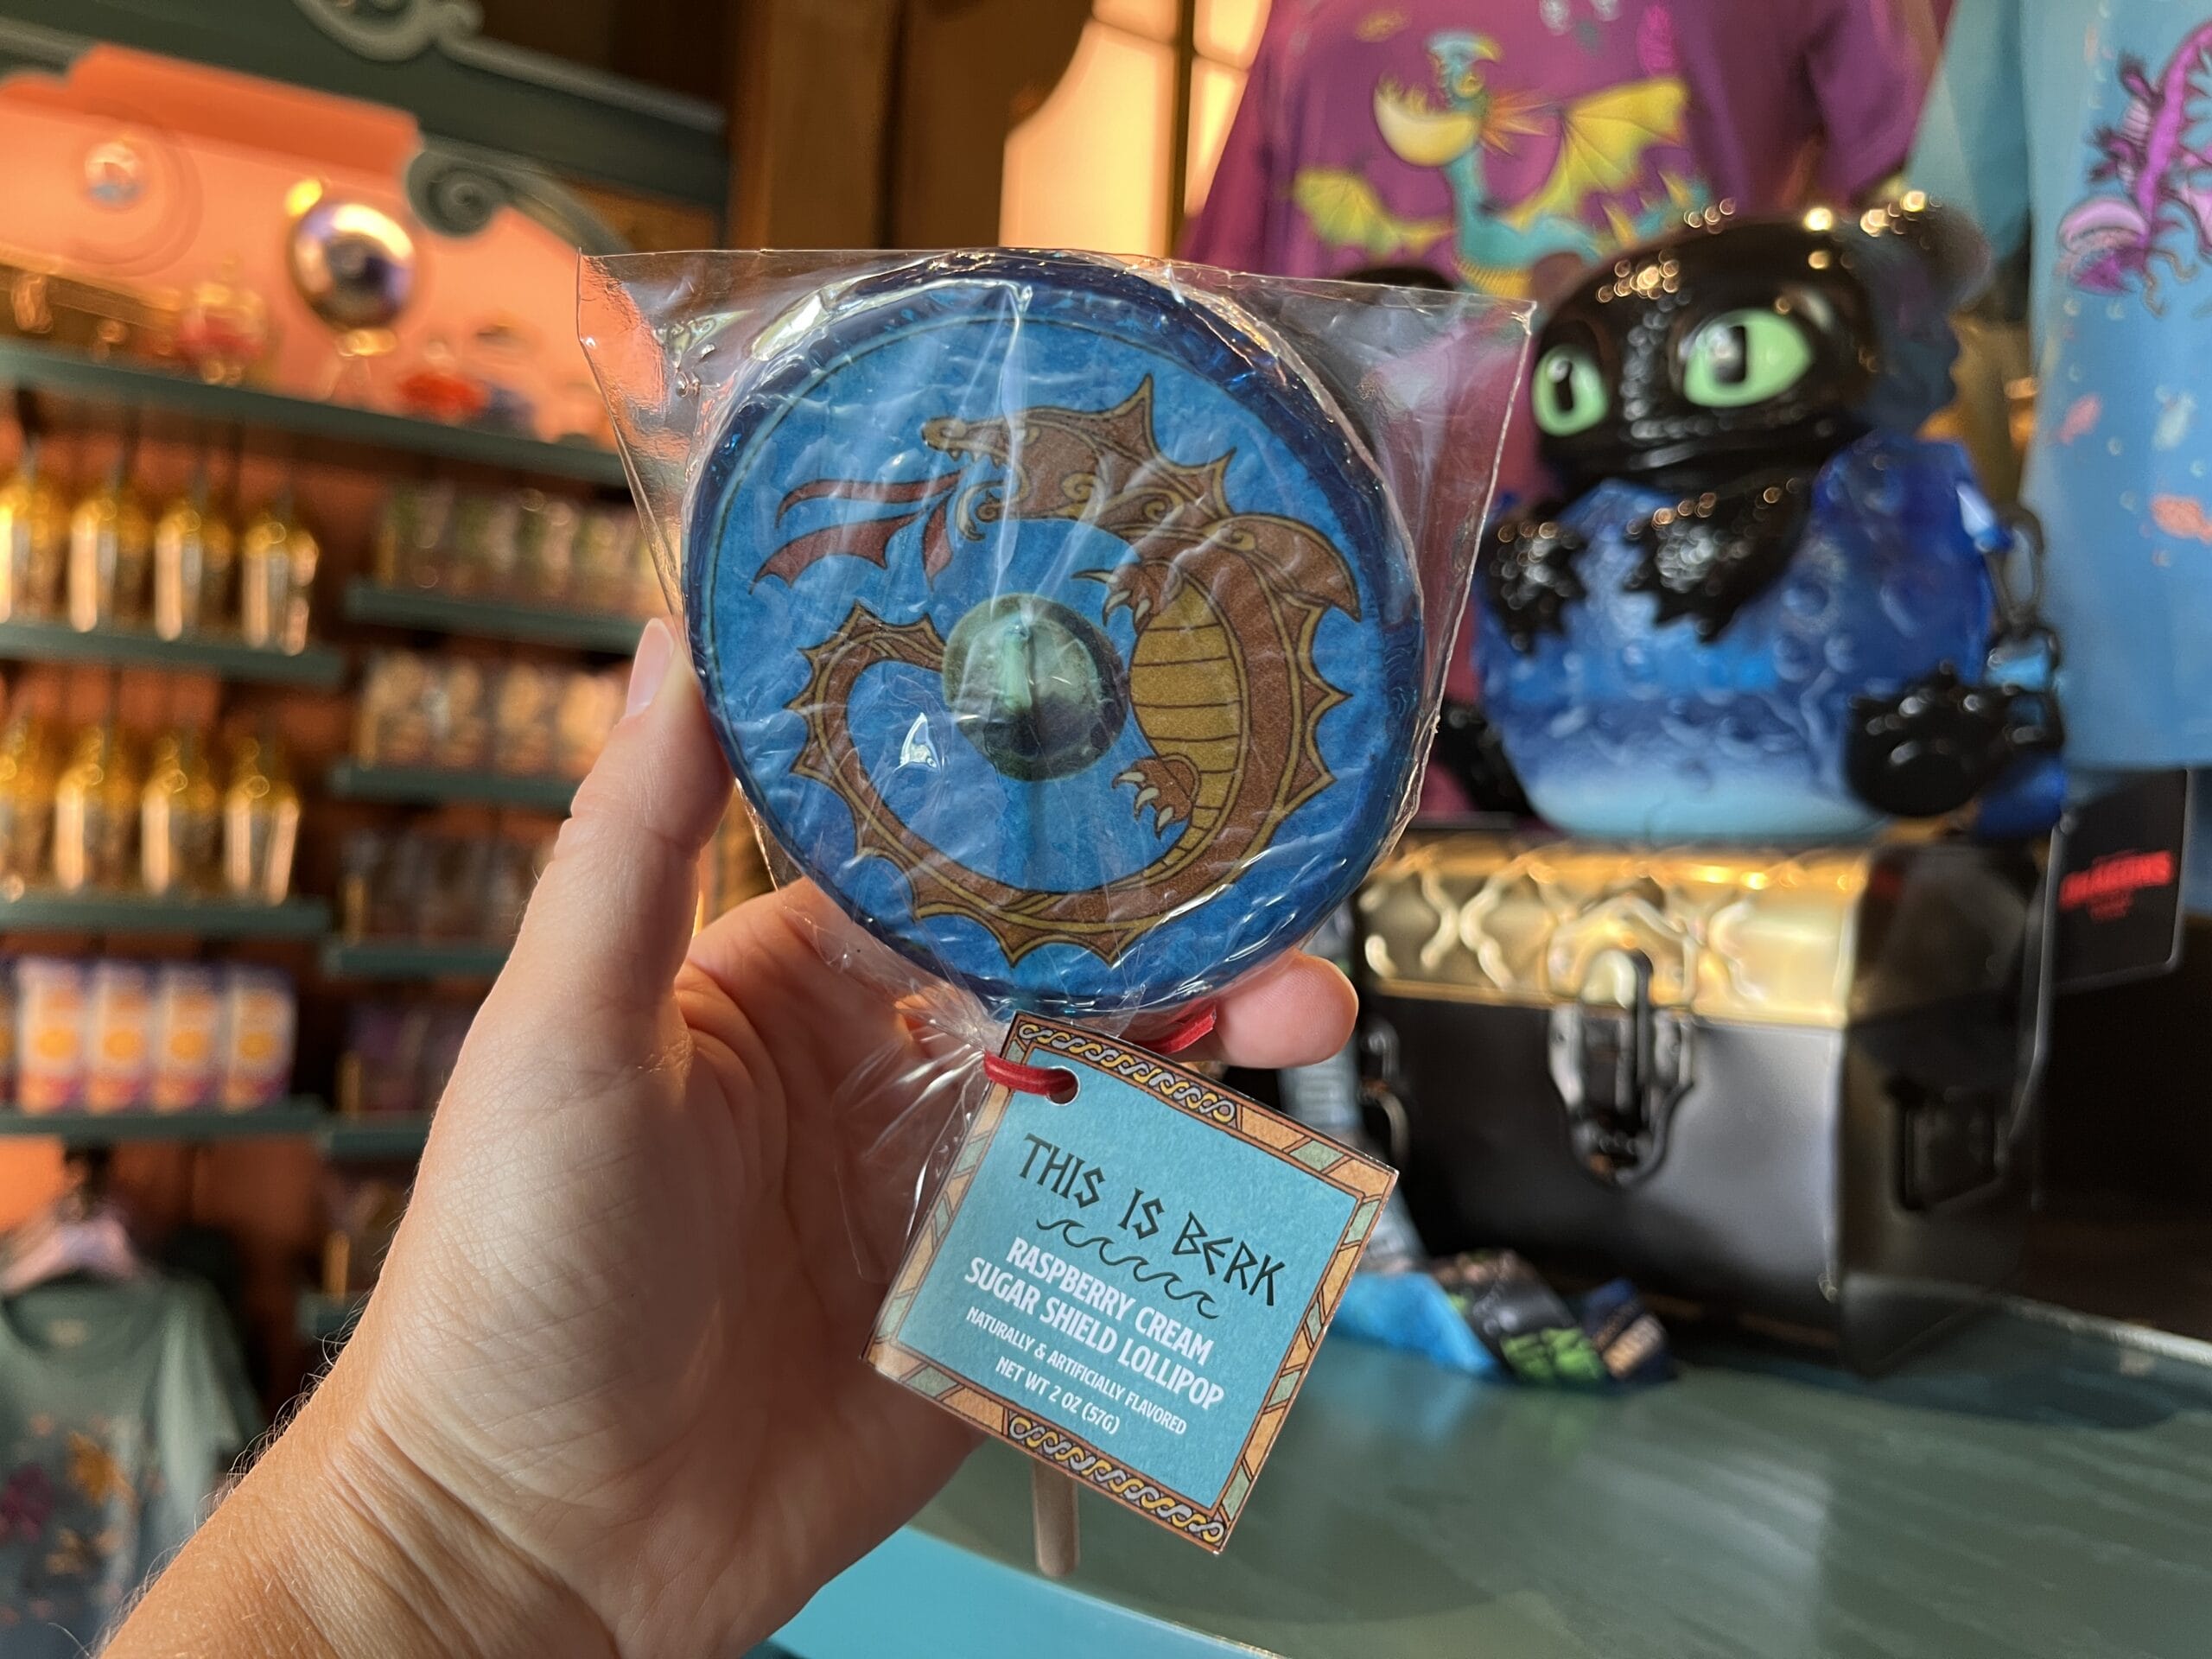 THIS IS BERK
RASPBERRY CREAM
SUGAR SHIELD LOLLIPOP
NATURALLY & ARTIFICIALLY FLAVORED
NET WT 2 OZ (57G)